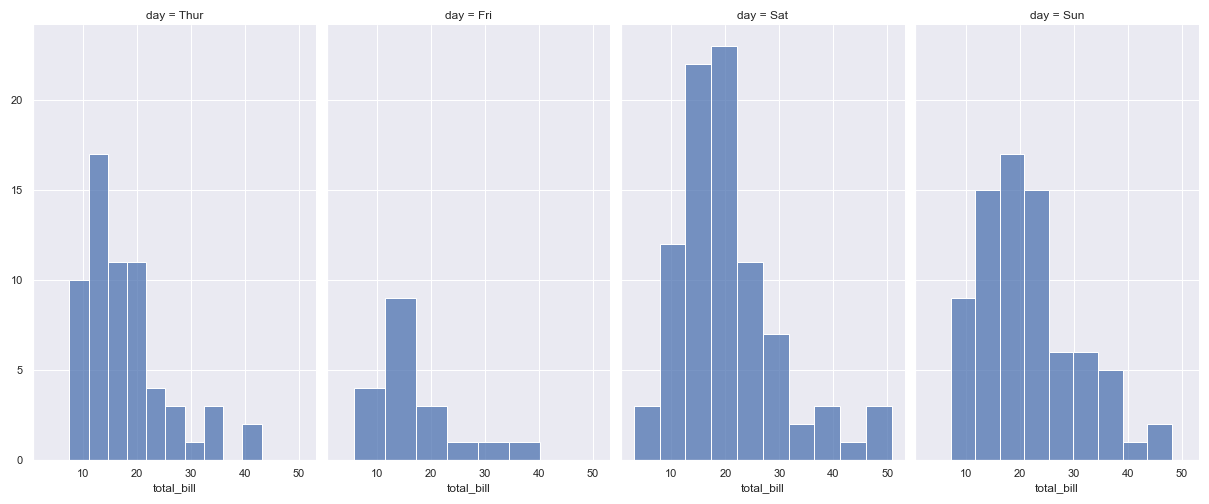 day = Thur
day = Fri
day = Sat
day = Sun
20
15
10
5
0
10 20 30 40 50
10 20 30 40 50
10 20 30 40 50
10 20 30 40 50
total_bill
total_bill
total_bill
total_bill